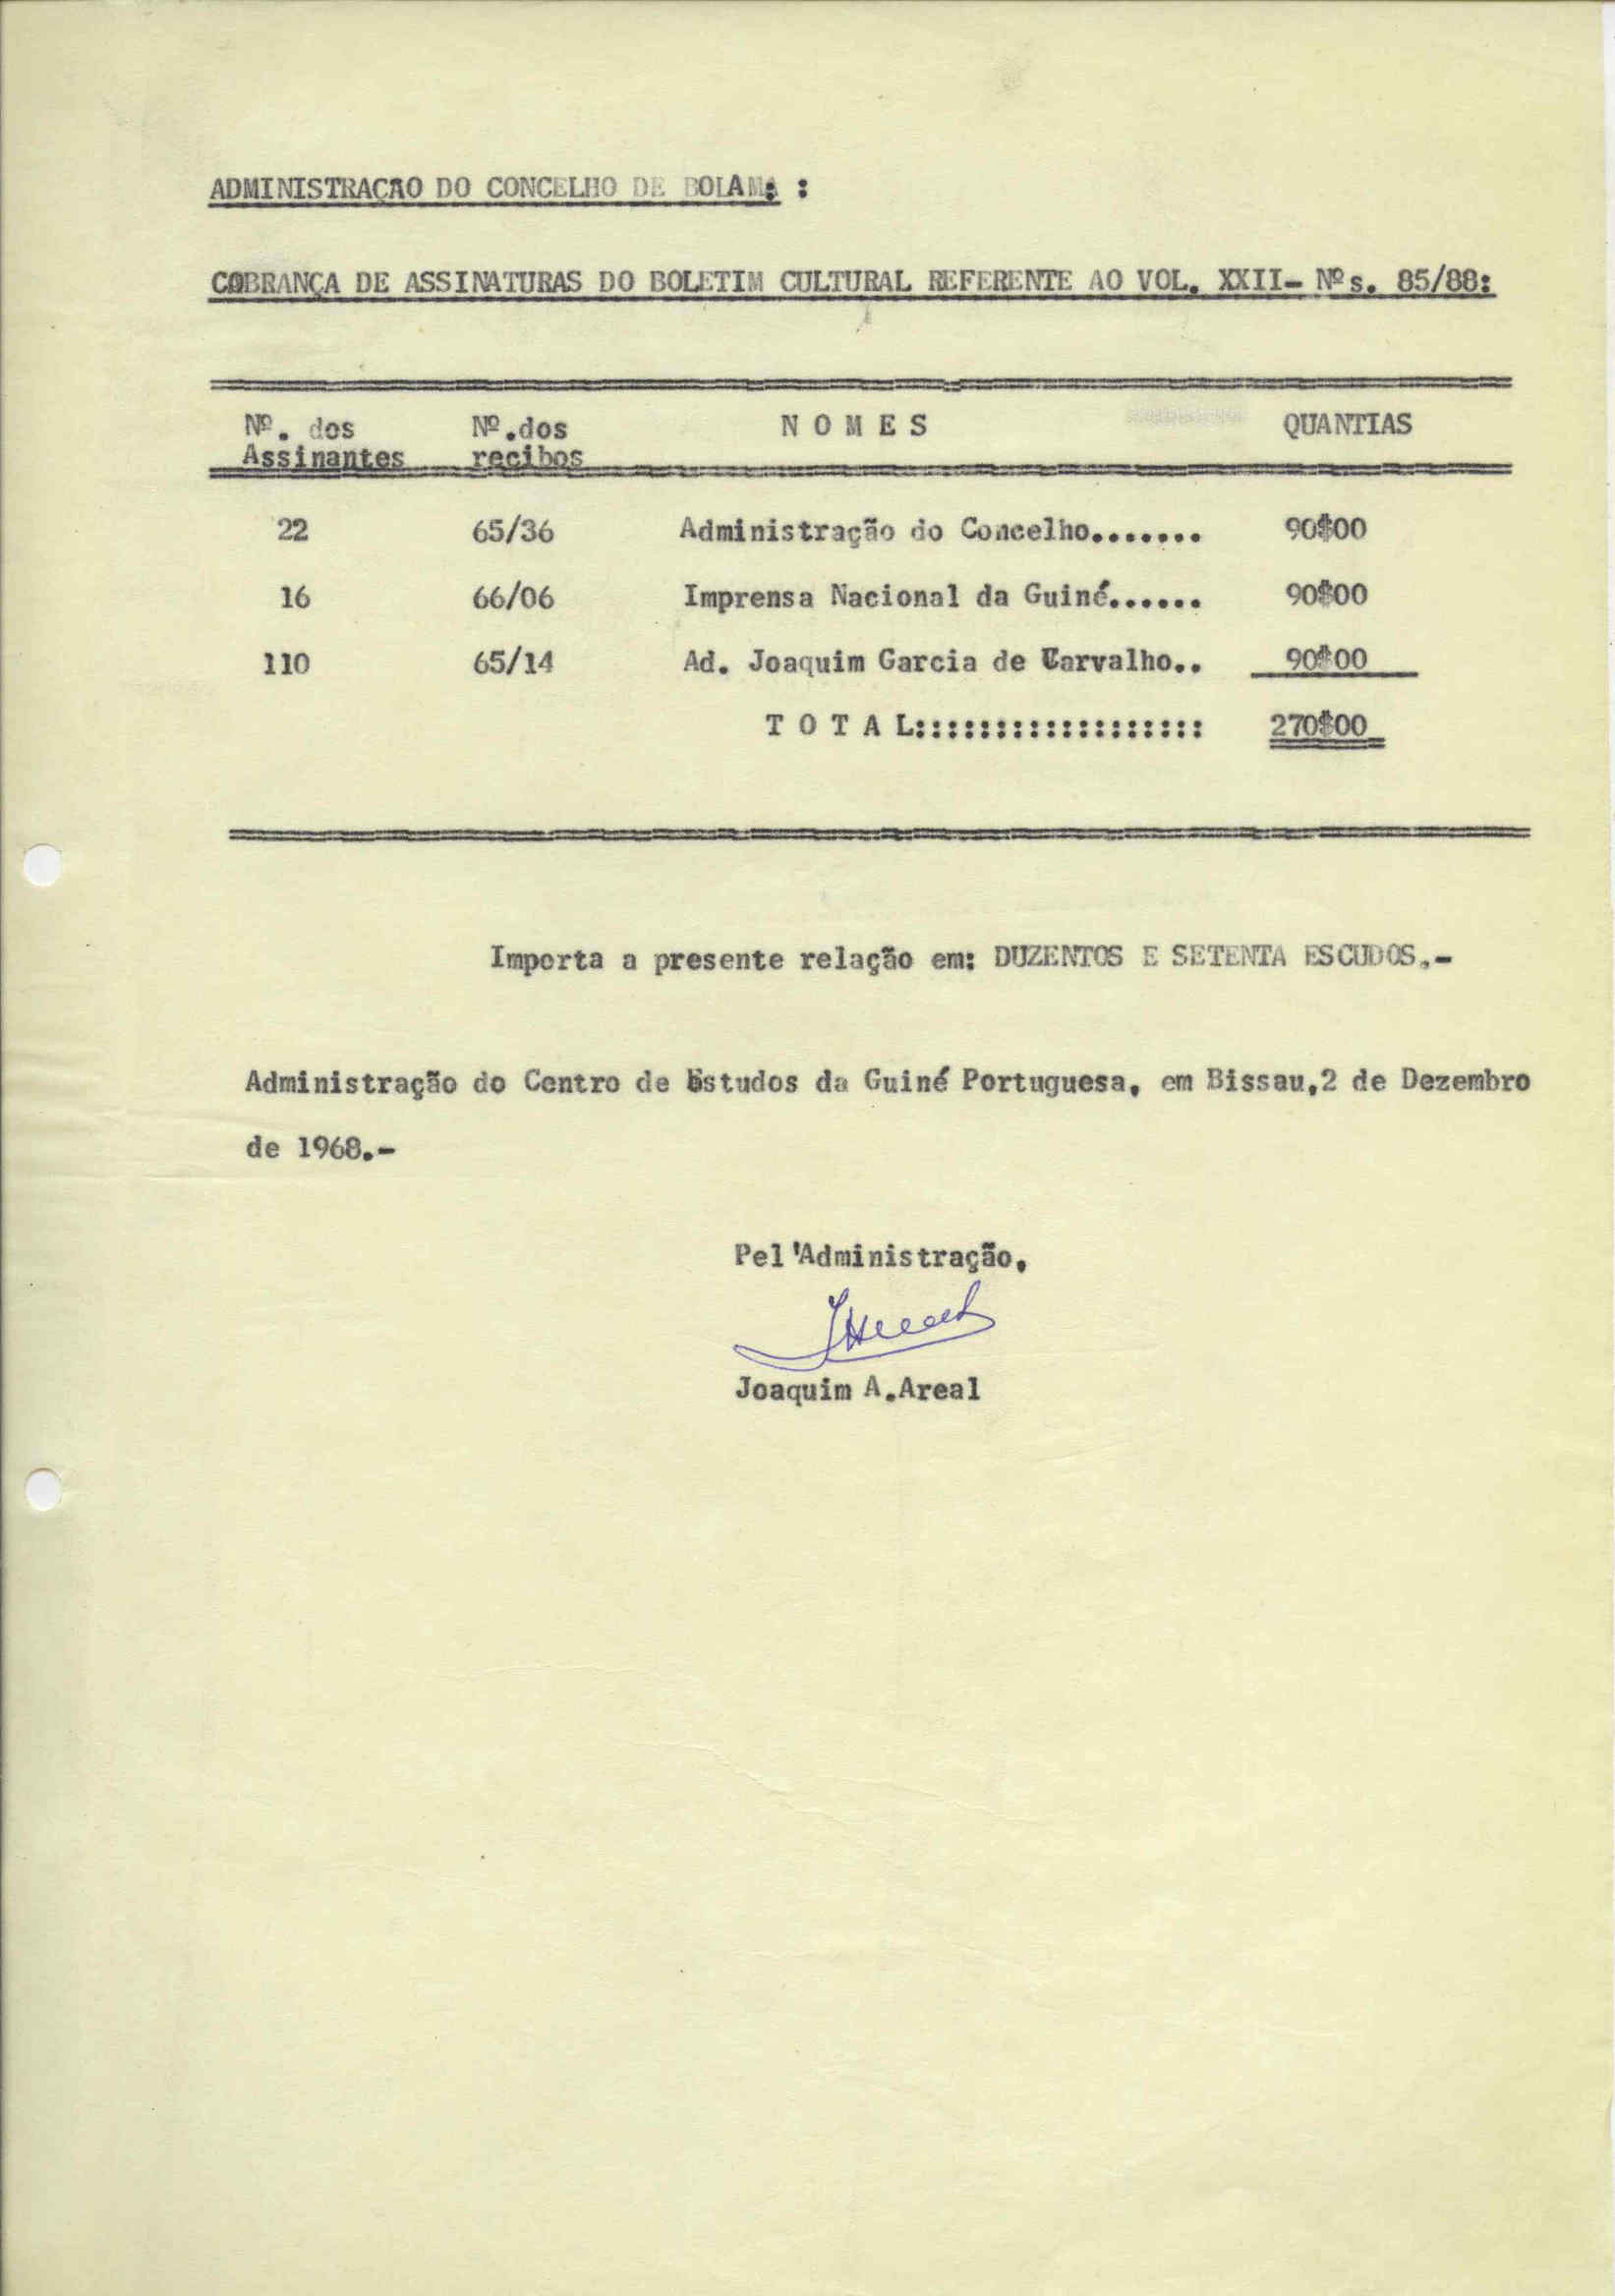 ADMINISTRAÇAO DO CONCELHO DE BOLAMA :
COBRANÇA DE ASSINATURAS DO BOLETIM CULTURAL REFERENTE AO VOL. XXII- Nºs. 85/88:
Nº. dos Nº.dos N O M E S QUANTIAS
Assinantes recibos
22 65/36 Administração do Concelho....... 90$00
16 66/06 Imprensa Nacional da Guiné...... 90$00
110 65/14 Ad. Joaquim Garcia de Carvalho.. 90$00
T O T A L:::::::::::::::::: 270$00
Importa a presente relação em: DUZENTOS E SETENTA ESCUDOS.-
Administração do Centro de Estudos da Guiné Portuguesa, em Bissau,2 de Dezembro
de 1968.-
Pel'Administração,
Joaquim A.Areal